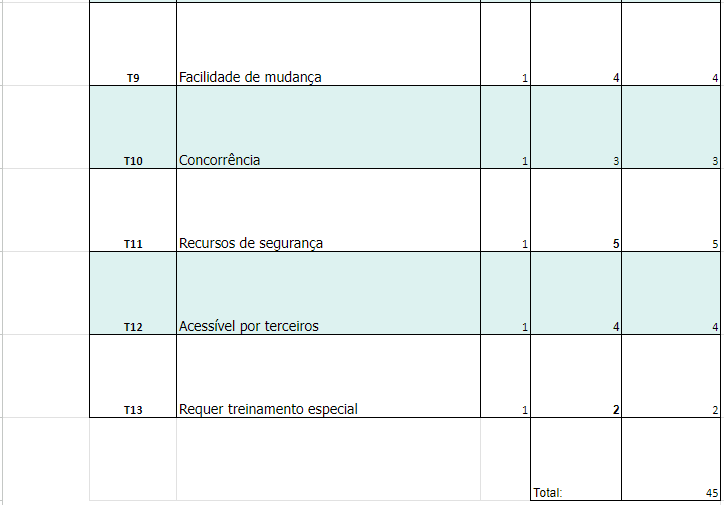 T9 Facilidade de mudança 1 4 4
T10 Concorrência 1 3 3
T11 Recursos de segurança 1 5 5
T12 Acessível por terceiros 1 4 4
T13 Requer treinamento especial 1 2 2
Total: 45